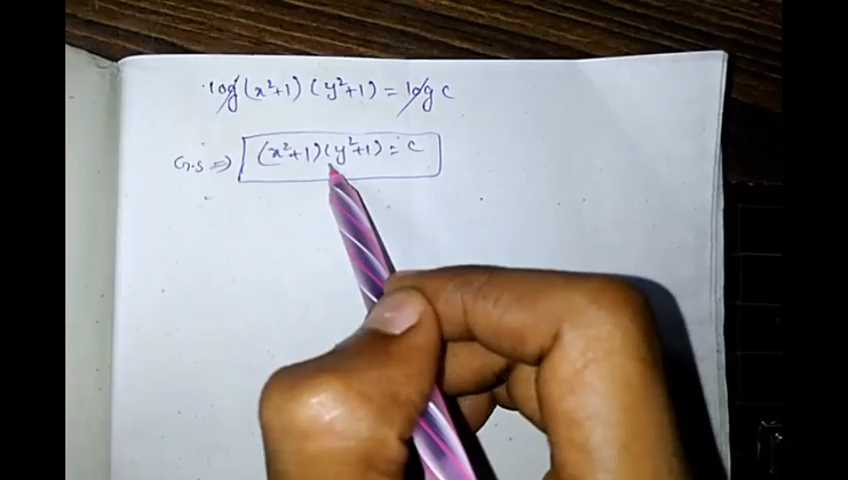 log(x²+1)(y²+1) = log c
G.S ⇒ (x²+1)(y²+1) = c